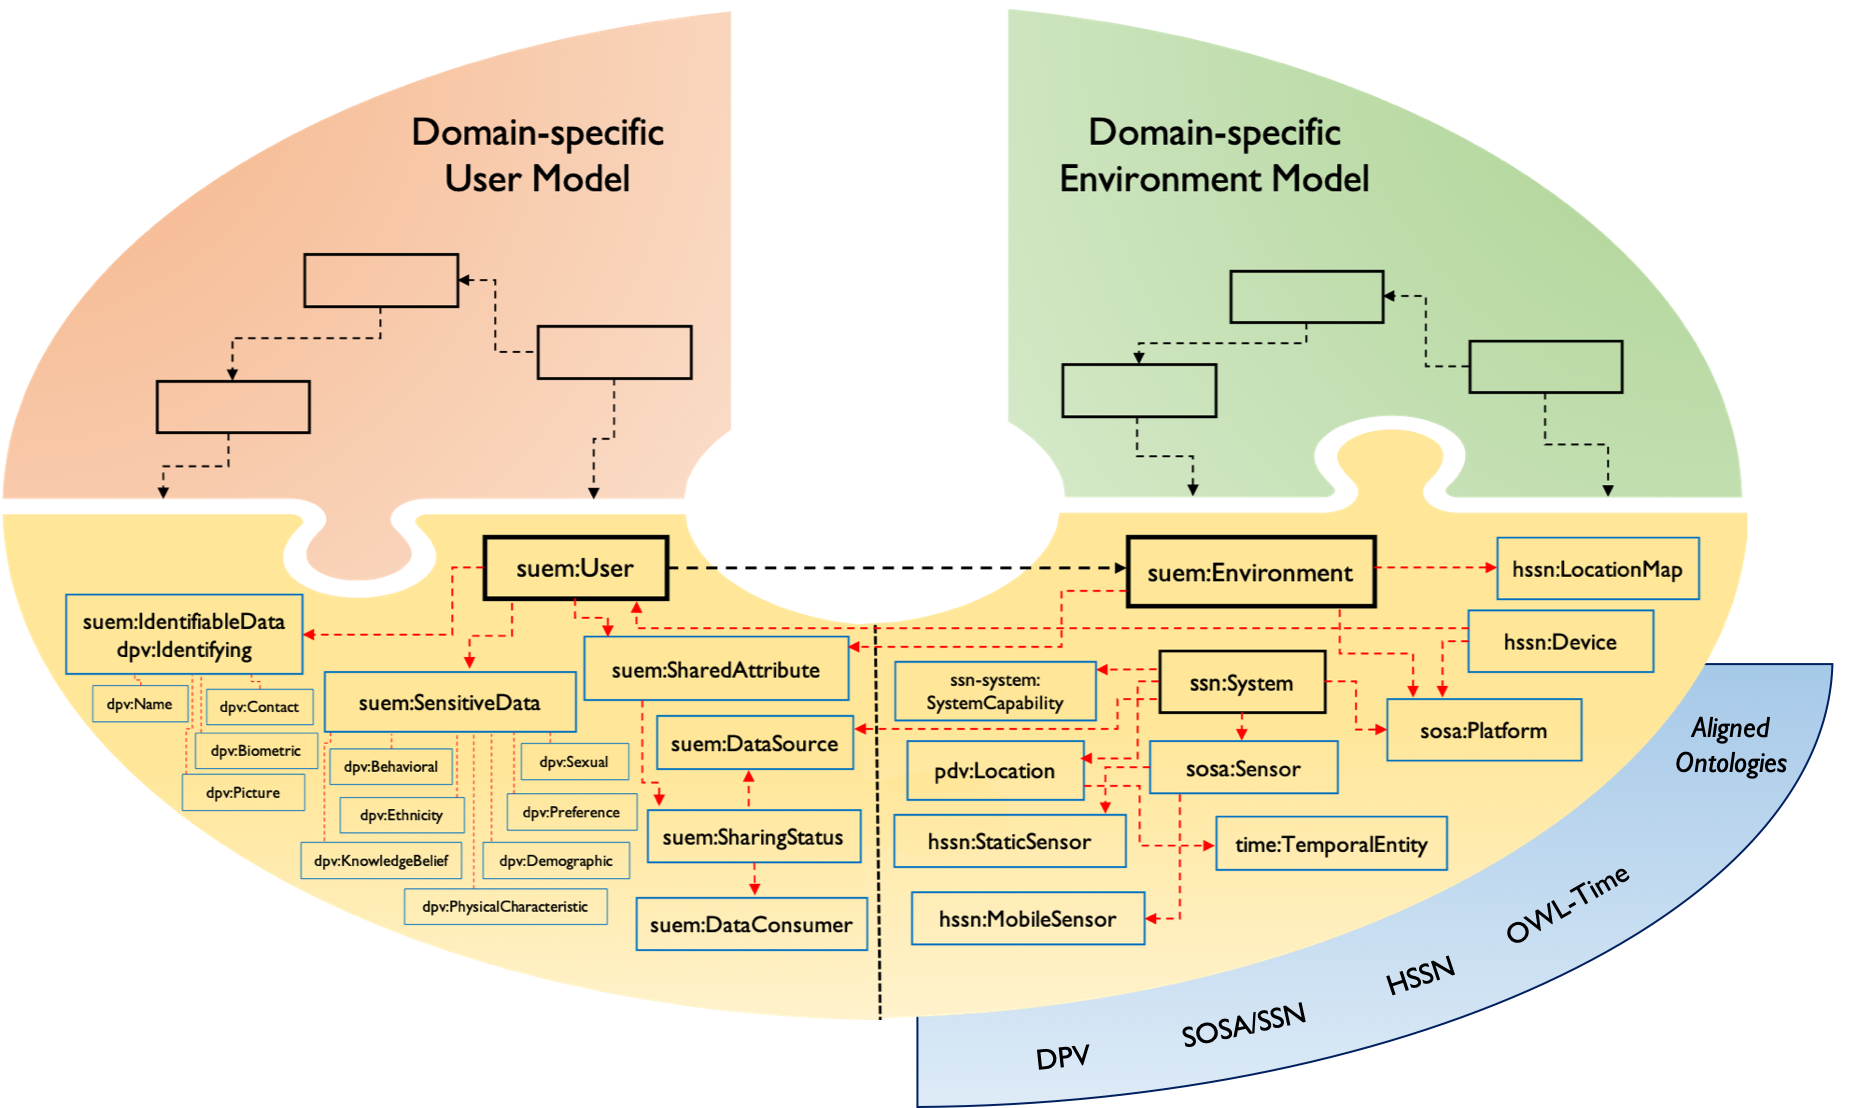 Domain-specific
User Model
Domain-specific
Environment Model
suem:User
suem:Environment
hssn:LocationMap
suem:IdentifiableData
dpv:Identifying
hssn:Device
suem:SharedAttribute
ssn-system:
SystemCapability
ssn:System
dpv:Name
dpv:Contact
suem:SensitiveData
sosa:Platform
Aligned
Ontologies
dpv:Biometric
suem:DataSource
dpv:Behavioral
dpv:Sexual
pdv:Location
sosa:Sensor
dpv:Picture
dpv:Ethnicity
dpv:Preference
suem:SharingStatus
hssn:StaticSensor
time:TemporalEntity
dpv:KnowledgeBelief
dpv:Demographic
dpv:PhysicalCharacteristic
suem:DataConsumer
hssn:MobileSensor
DPV
SOSA/SSN
HSSN
OWL-Time